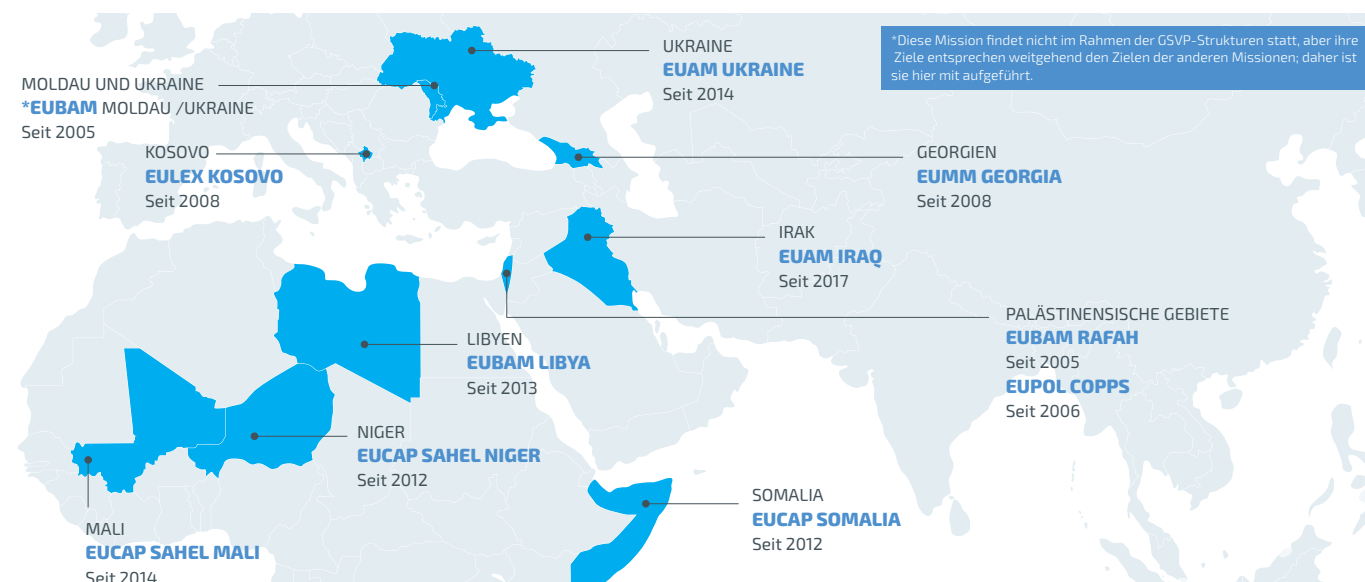 UKRAINE
EUAM UKRAINE
Seit 2014
*Diese Mission findet nicht im Rahmen der GSVP-Strukturen statt, aber ihre
Ziele entsprechen weitgehend den Zielen der anderen Missionen; daher ist
sie hier mit aufgeführt.
MOLDAU UND UKRAINE
*EUBAM MOLDAU /UKRAINE
Seit 2005
KOSOVO
EULEX KOSOVO
Seit 2008
GEORGIEN
EUMM GEORGIA
Seit 2008
IRAK
EUAM IRAQ
Seit 2017
PALÄSTINENSISCHE GEBIETE
EUBAM RAFAH
Seit 2005
EUPOL COPPS
Seit 2006
LIBYEN
EUBAM LIBYA
Seit 2013
NIGER
EUCAP SAHEL NIGER
Seit 2012
SOMALIA
EUCAP SOMALIA
Seit 2012
MALI
EUCAP SAHEL MALI
Seit 2014